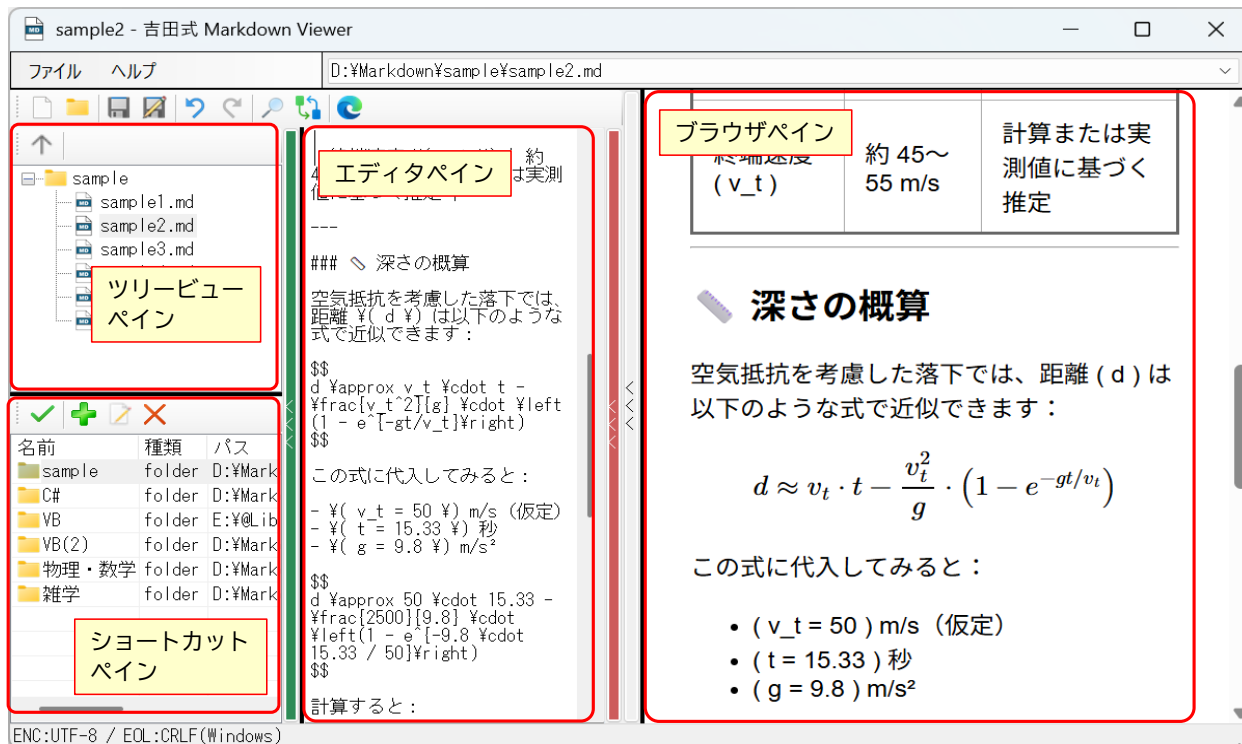 sample2 - 吉田式 Markdown Viewer
ファイル ヘルプ
D:¥Markdown¥sample¥sample2.md
sample
sample1.md
sample2.md
sample3.md
ツリービュー
ペイン
名前 種類 パス
sample folder D:¥Mark
C# folder D:¥Mark
VB folder E:¥@Lib
VB(2) folder D:¥Mark
物理・数学 folder D:¥Mark
雑学 folder D:¥Mark
ショートカット
ペイン
エディタペイン
約
は実測
---
### 📏 深さの概算
空気抵抗を考慮した落下では、
距離 ¥( d ¥) は以下のような
式で近似できます:
$$
d ¥approx v_t ¥cdot t -
¥frac{v_t^2}{g} ¥cdot ¥left
(1 - e^{-gt/v_t}¥right)
$$
この式に代入してみると:
- ¥( v_t = 50 ¥) m/s（仮定）
- ¥( t = 15.33 ¥) 秒
- ¥( g = 9.8 ¥) m/s²
$$
d ¥approx 50 ¥cdot 15.33 -
¥frac{2500}{9.8} ¥cdot
¥left(1 - e^{-9.8 ¥cdot
15.33 / 50}¥right)
$$
計算すると:
ブラウザペイン
終端速度
( v_t )
約 45～
55 m/s
計算または実
測値に基づく
推定
📏 深さの概算
空気抵抗を考慮した落下では、距離 ( d ) は
以下のような式で近似できます：
d ≈ v_t · t − v_t^2/g · (1 − e^{−gt/v_t})
この式に代入してみると：
• ( v_t = 50 ) m/s（仮定）
• ( t = 15.33 ) 秒
• ( g = 9.8 ) m/s²
ENC:UTF-8 / EOL:CRLF(Windows)